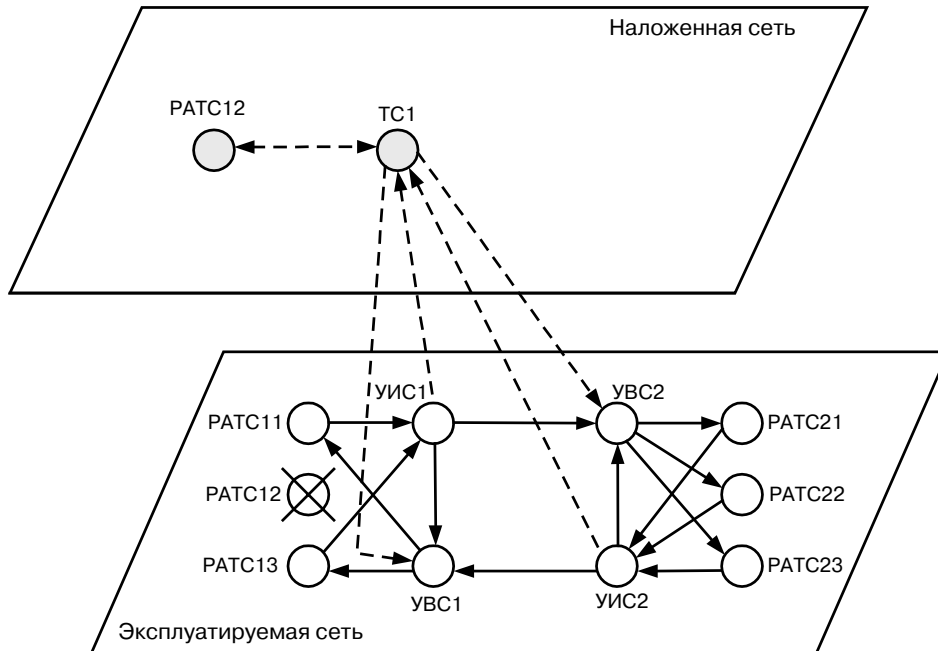 Наложенная сеть
РАТС12
ТС1
УИС1
УВС2
РАТС11
РАТС21
РАТС12
РАТС22
РАТС13
РАТС23
УВС1
УИС2
Эксплуатируемая сеть